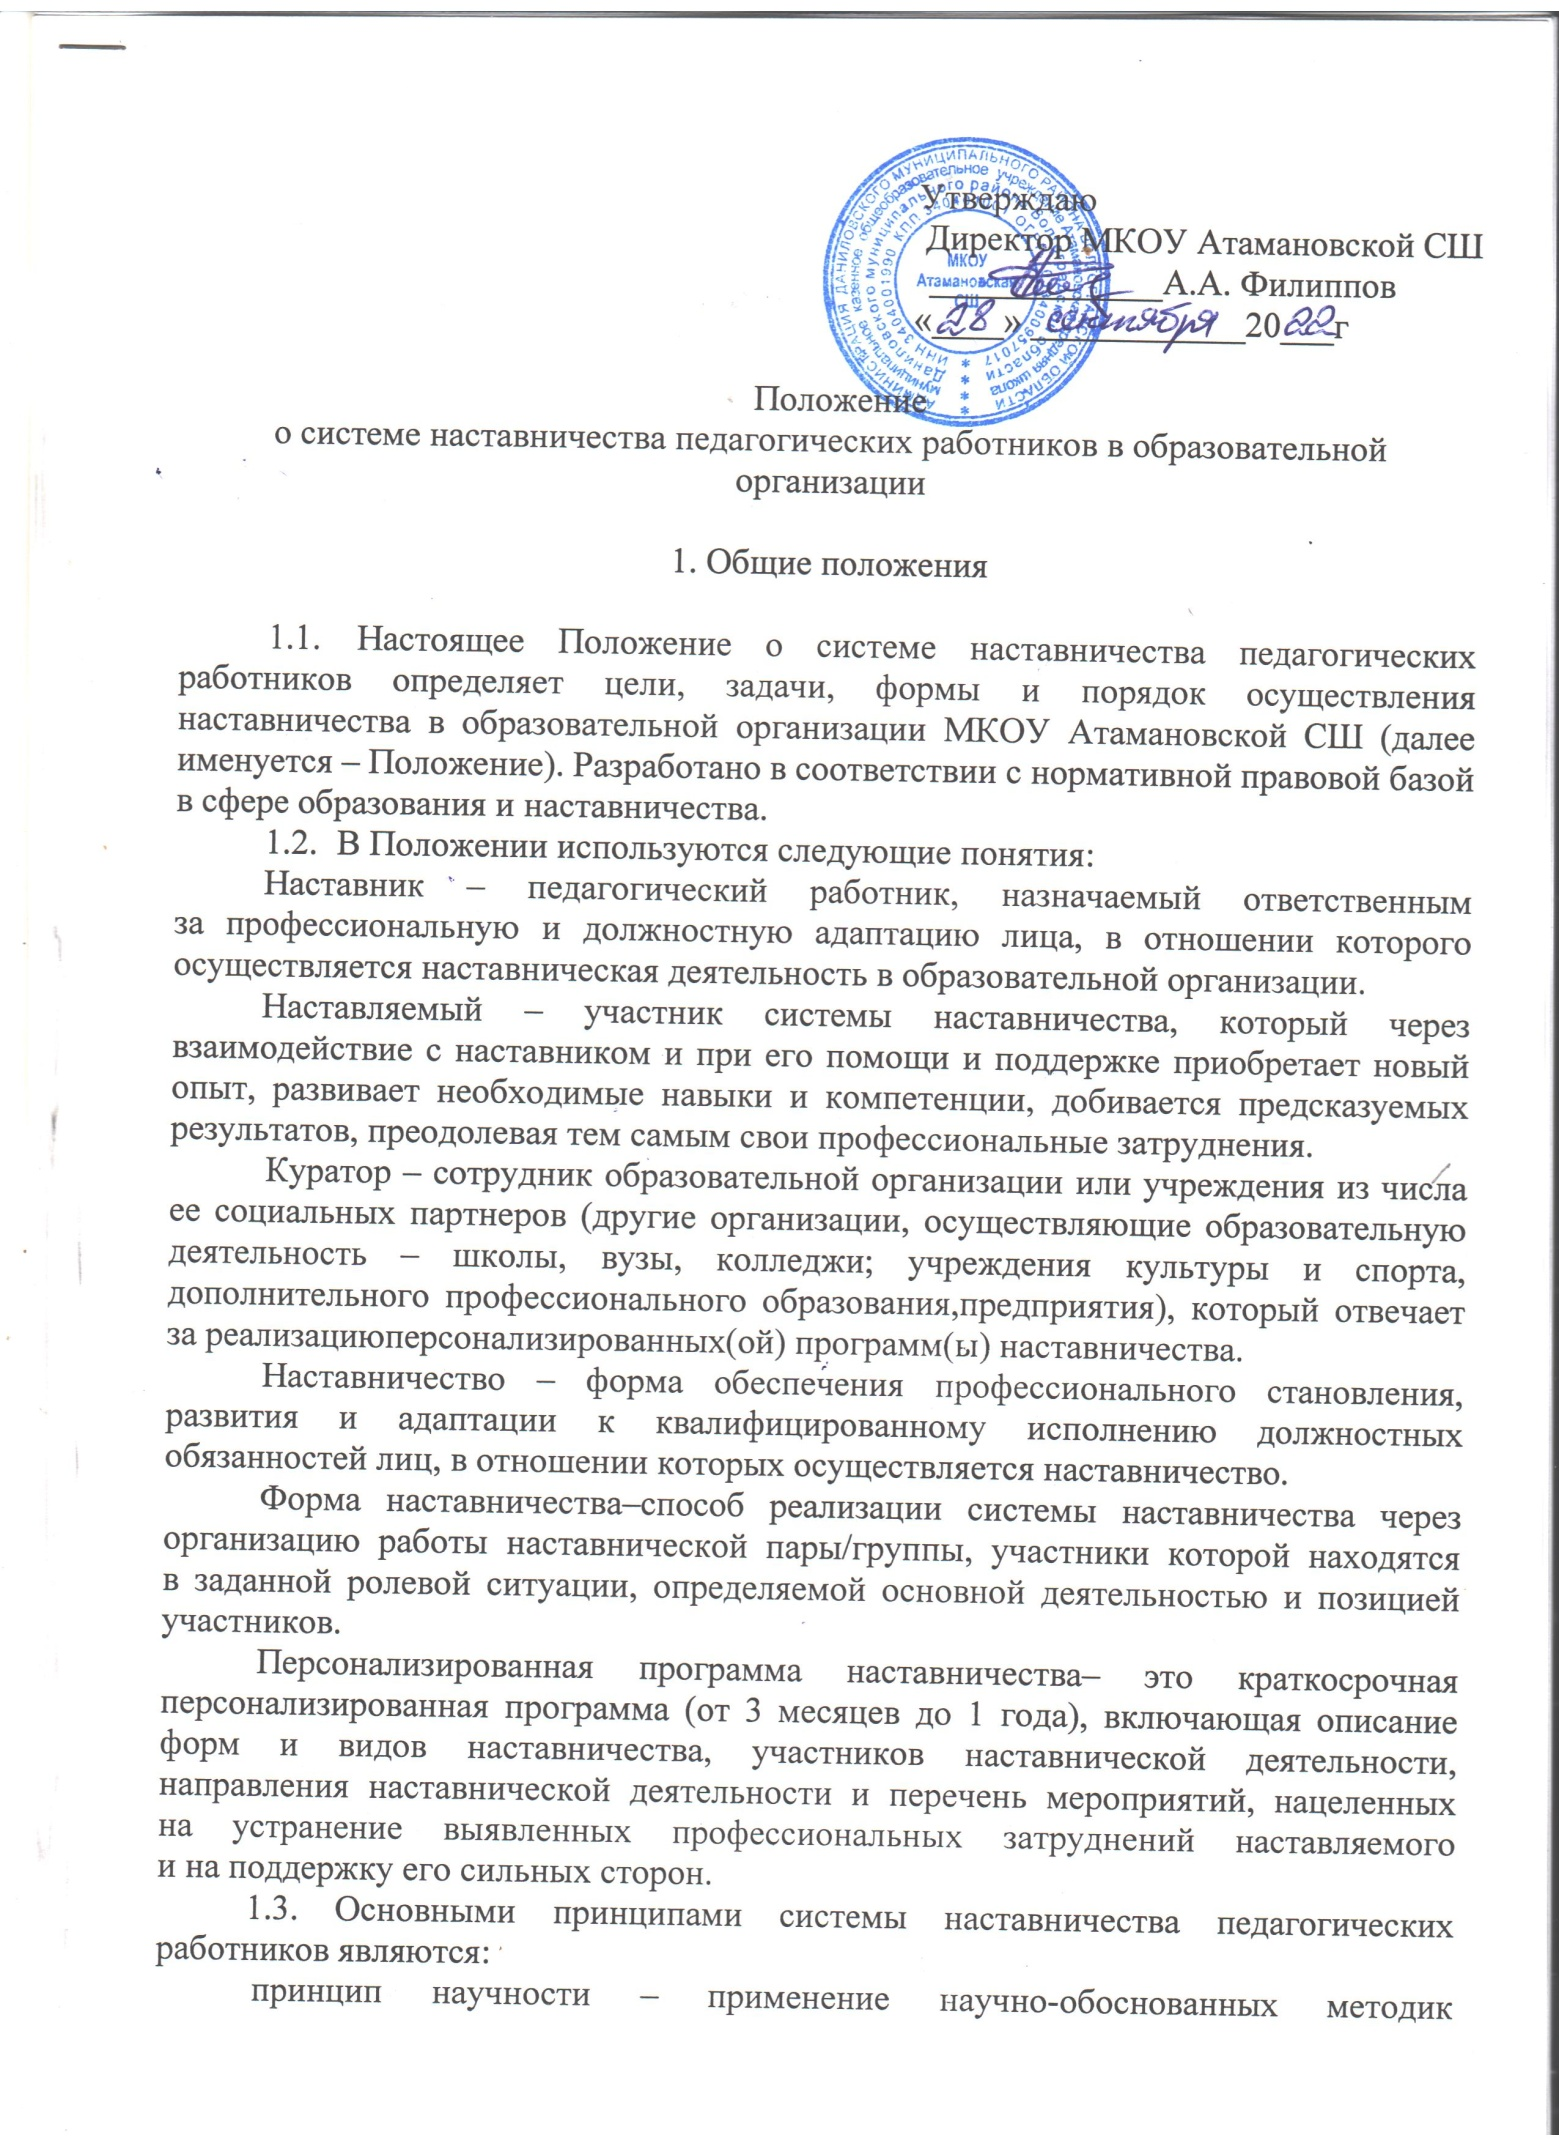 Утверждаю
Директор МКОУ Атамановской СШ
______________А.А. Филиппов
«28» сентября 2022г
МКОУ
Атамановская
СШ
Положение
о системе наставничества педагогических работников в образовательной
организации
1. Общие положения
1.1. Настоящее Положение о системе наставничества педагогических
работников определяет цели, задачи, формы и порядок осуществления
наставничества в образовательной организации МКОУ Атамановской СШ (далее
именуется – Положение). Разработано в соответствии с нормативной правовой базой
в сфере образования и наставничества.
1.2. В Положении используются следующие понятия:
Наставник – педагогический работник, назначаемый ответственным
за профессиональную и должностную адаптацию лица, в отношении которого
осуществляется наставническая деятельность в образовательной организации.
Наставляемый – участник системы наставничества, который через
взаимодействие с наставником и при его помощи и поддержке приобретает новый
опыт, развивает необходимые навыки и компетенции, добивается предсказуемых
результатов, преодолевая тем самым свои профессиональные затруднения.
Куратор – сотрудник образовательной организации или учреждения из числа
ее социальных партнеров (другие организации, осуществляющие образовательную
деятельность – школы, вузы, колледжи; учреждения культуры и спорта,
дополнительного профессионального образования,предприятия), который отвечает
за реализациюперсонализированных(ой) программ(ы) наставничества.
Наставничество – форма обеспечения профессионального становления,
развития и адаптации к квалифицированному исполнению должностных
обязанностей лиц, в отношении которых осуществляется наставничество.
Форма наставничества–способ реализации системы наставничества через
организацию работы наставнической пары/группы, участники которой находятся
в заданной ролевой ситуации, определяемой основной деятельностью и позицией
участников.
Персонализированная программа наставничества– это краткосрочная
персонализированная программа (от 3 месяцев до 1 года), включающая описание
форм и видов наставничества, участников наставнической деятельности,
направления наставнической деятельности и перечень мероприятий, нацеленных
на устранение выявленных профессиональных затруднений наставляемого
и на поддержку его сильных сторон.
1.3. Основными принципами системы наставничества педагогических
работников являются:
принцип научности – применение научно-обоснованных методик